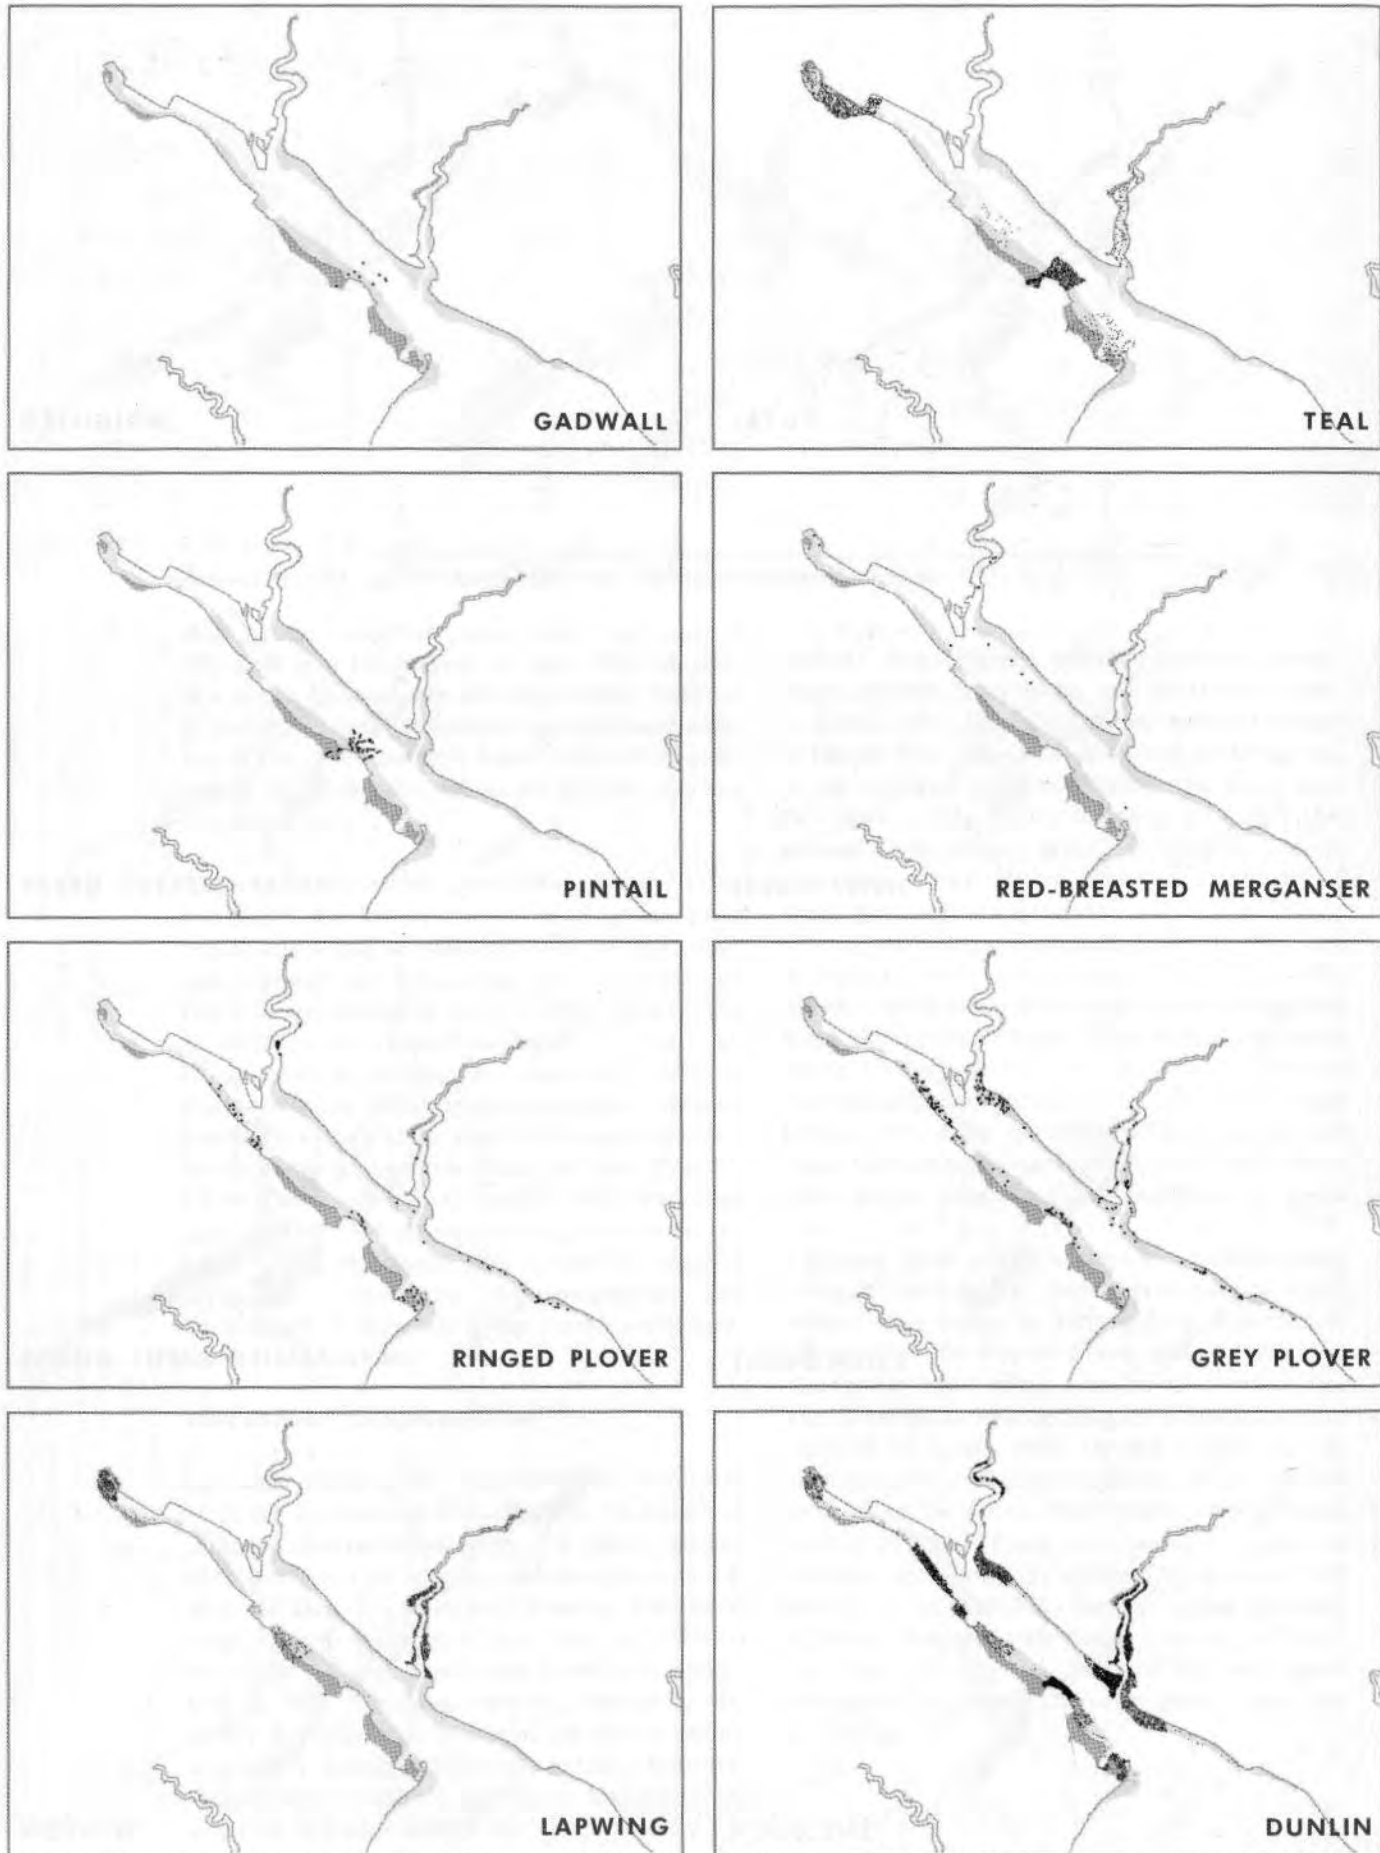 GADWALL
TEAL
PINTAIL
RED-BREASTED MERGANSER
RINGED PLOVER
GREY PLOVER
LAPWING
DUNLIN